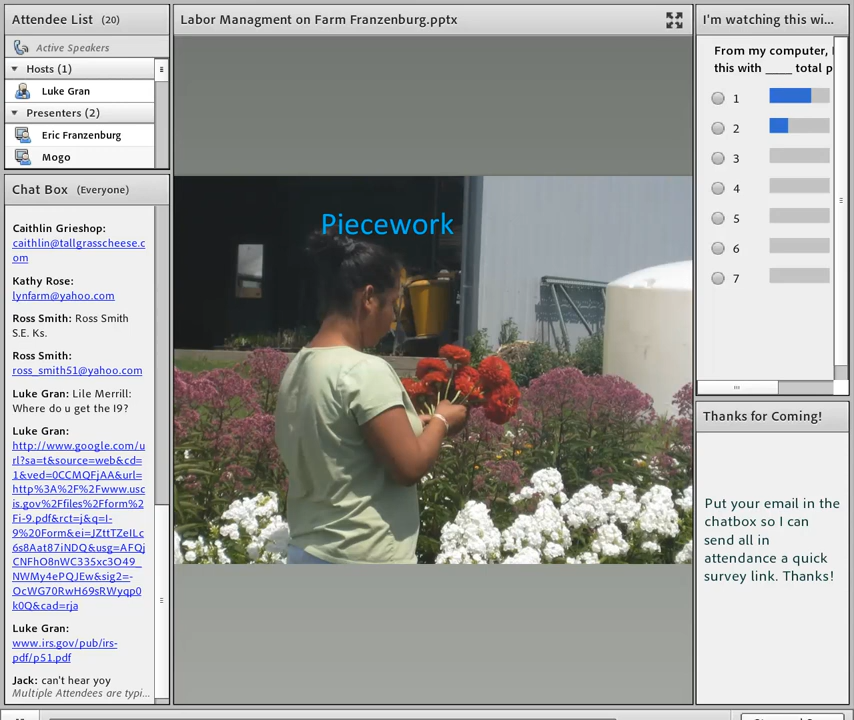 Attendee List (20)
Active Speakers
Hosts (1)
Luke Gran
Presenters (2)
Eric Franzenburg
Mogo
Chat Box (Everyone)
Caithlin Grieshop:
caithlin@tallgrasscheese.c
om
Kathy Rose:
lynfarm@yahoo.com
Ross Smith: Ross Smith
S.E. Ks.
Ross Smith:
ross_smith51@yahoo.com
Luke Gran: Lile Merrill:
Where do u get the I9?
Luke Gran:
http://www.google.com/u
rl?sa=t&source=web&cd=
1&ved=0CCMQFjAA&url=
http%3A%2F%2Fwww.usc
is.gov%2Ffiles%2Fform%2
Fi-9.pdf&rct=j&q=I-
9%20Form&ei=JZttTZeILc
6s8Aat87iNDQ&usg=AFQj
CNFhO8nWC335xc3O49_
NWMy4ePQJEw&sig2=-
OcWG70RwH69sRWyqp0
k0Q&cad=rja
Luke Gran:
www.irs.gov/pub/irs-
pdf/p51.pdf
Jack: can't hear yoy
Multiple Attendees are typi...
Labor Managment on Farm Franzenburg.pptx
Piecework
I'm watching this wi...
From my computer,
this with ____ total p
1
2
3
4
5
6
7
Thanks for Coming!
Put your email in the
chatbox so I can
send all in
attendance a quick
survey link. Thanks!